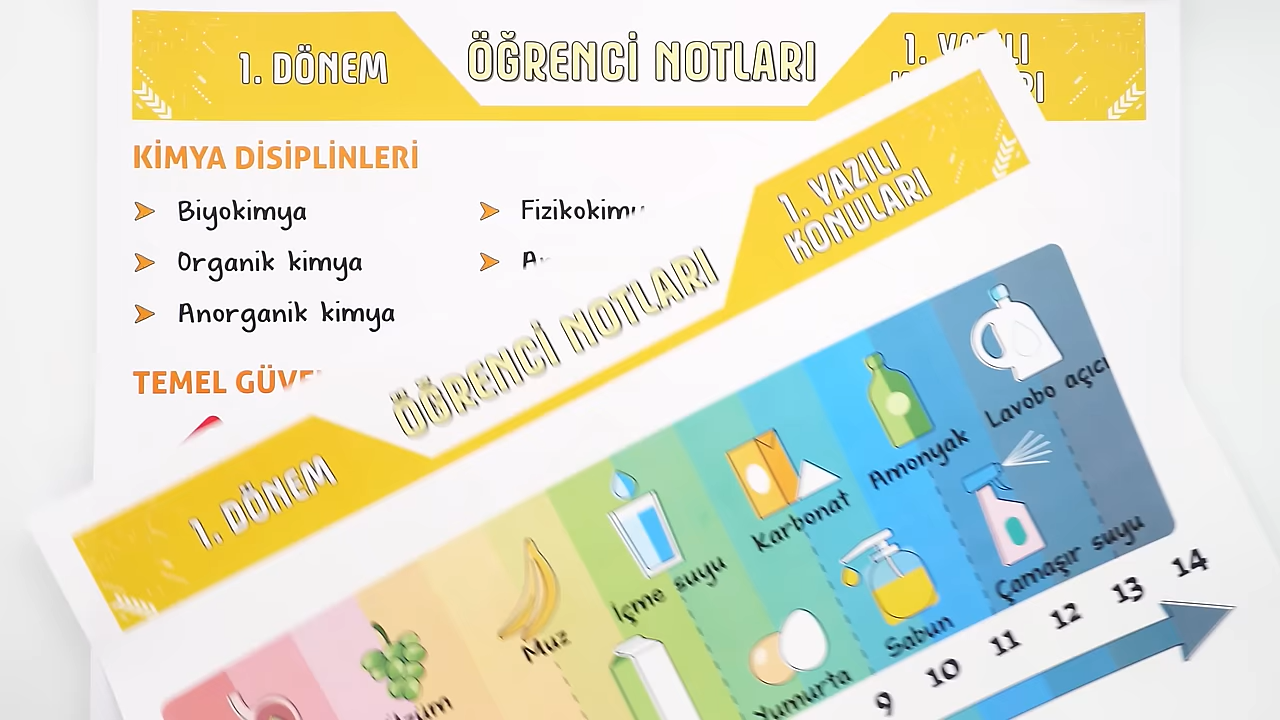 1. DÖNEM
ÖĞRENCİ NOTLARI
1.
KİMYA DİSİPLİNLERİ
Biyokimya
Organik kimya
Anorganik kimya
TEMEL
1. DÖNEM
ÖĞRENCİ NOTLARI
1. YAZILI
KONULARI
Lavobo açıcı
Amonyak
Karbonat
Çamaşır suyu
İçme suyu
Sabun
Muz
Yumurta
9 10 11 12 13 14